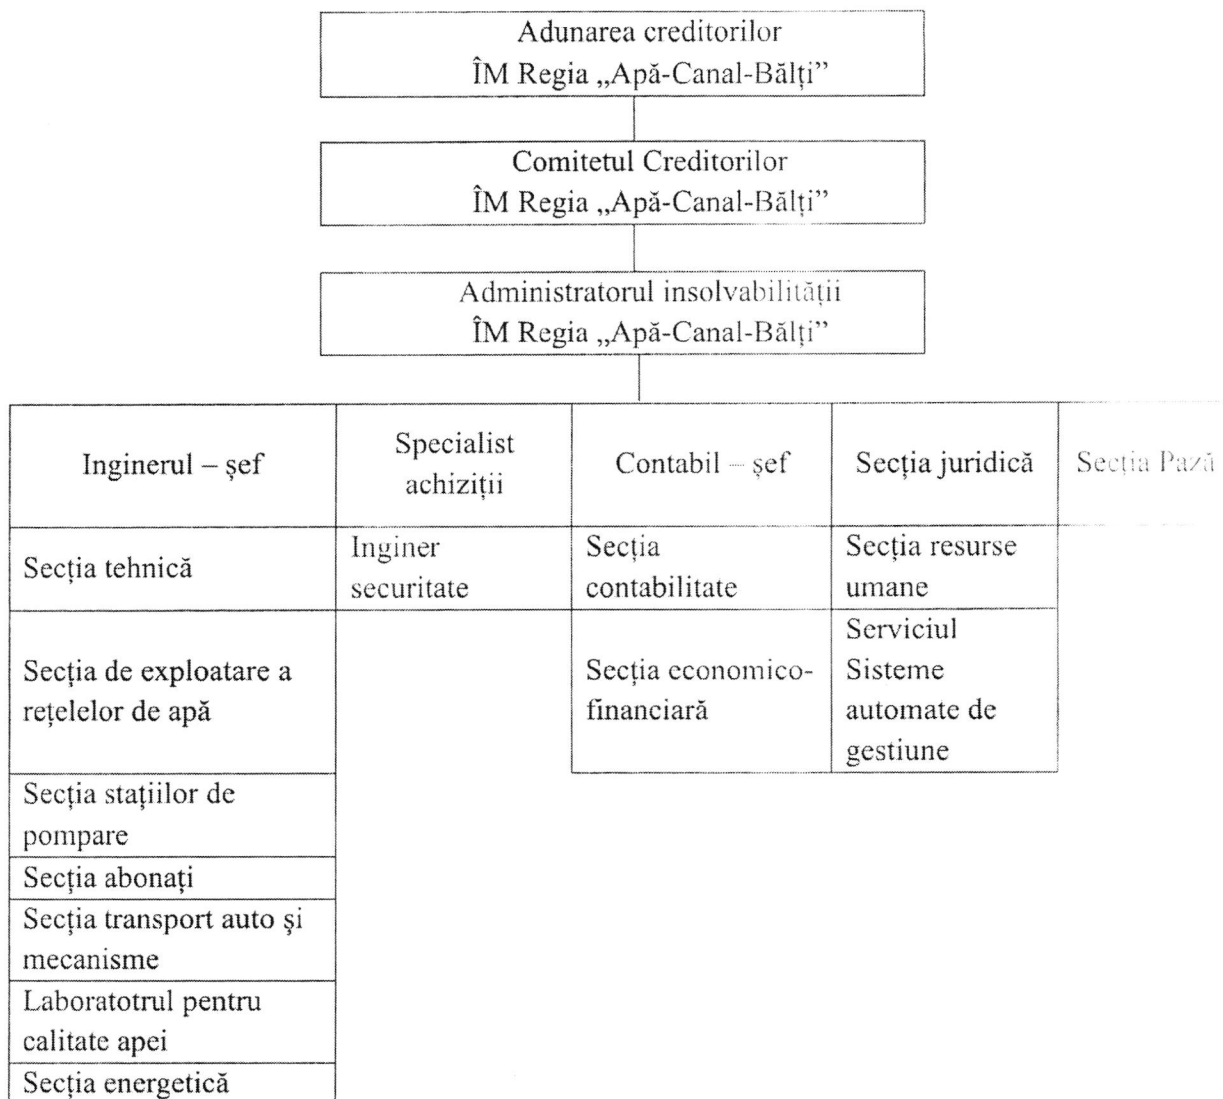 Adunarea creditorilor
ÎM Regia „Apă-Canal-Bălți”
Comitetul Creditorilor
ÎM Regia „Apă-Canal-Bălți”
Administratorul insolvabilității
ÎM Regia „Apă-Canal-Bălți”
Inginerul – șef
Specialist
achiziții
Contabil – șef
Secția juridică
Secția Pază
Secția tehnică
Inginer
securitate
Secția
contabilitate
Secția resurse
umane
Secția de exploatare a
rețelelor de apă
Secția economico-
financiară
Serviciul
Sisteme
automate de
gestiune
Secția stațiilor de
pompare
Secția abonați
Secția transport auto și
mecanisme
Laboratotrul pentru
calitate apei
Secția energetică